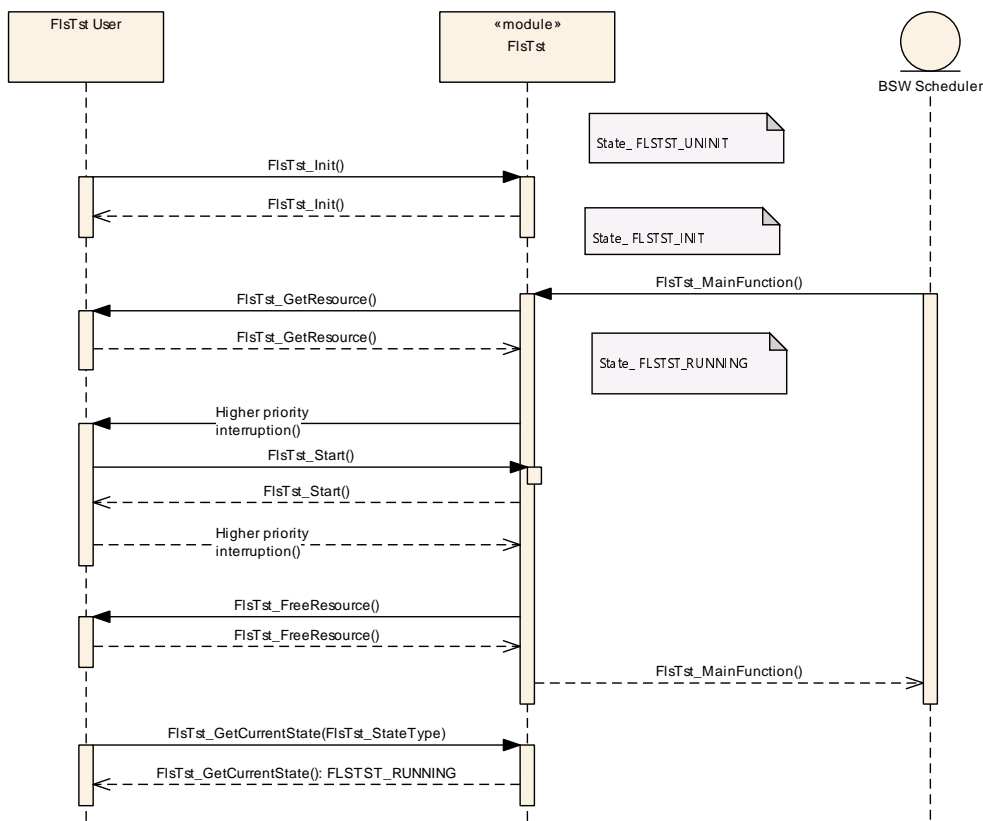 FlsTst User
«module»
FlsTst
BSW Scheduler
State_ FLSTST_UNINIT
FlsTst_Init()
FlsTst_Init()
State_ FLSTST_INIT
FlsTst_MainFunction()
FlsTst_GetResource()
FlsTst_GetResource()
State_ FLSTST_RUNNING
Higher priority
interruption()
FlsTst_Start()
FlsTst_Start()
Higher priority
interruption()
FlsTst_FreeResource()
FlsTst_FreeResource()
FlsTst_MainFunction()
FlsTst_GetCurrentState(FlsTst_StateType)
FlsTst_GetCurrentState(): FLSTST_RUNNING